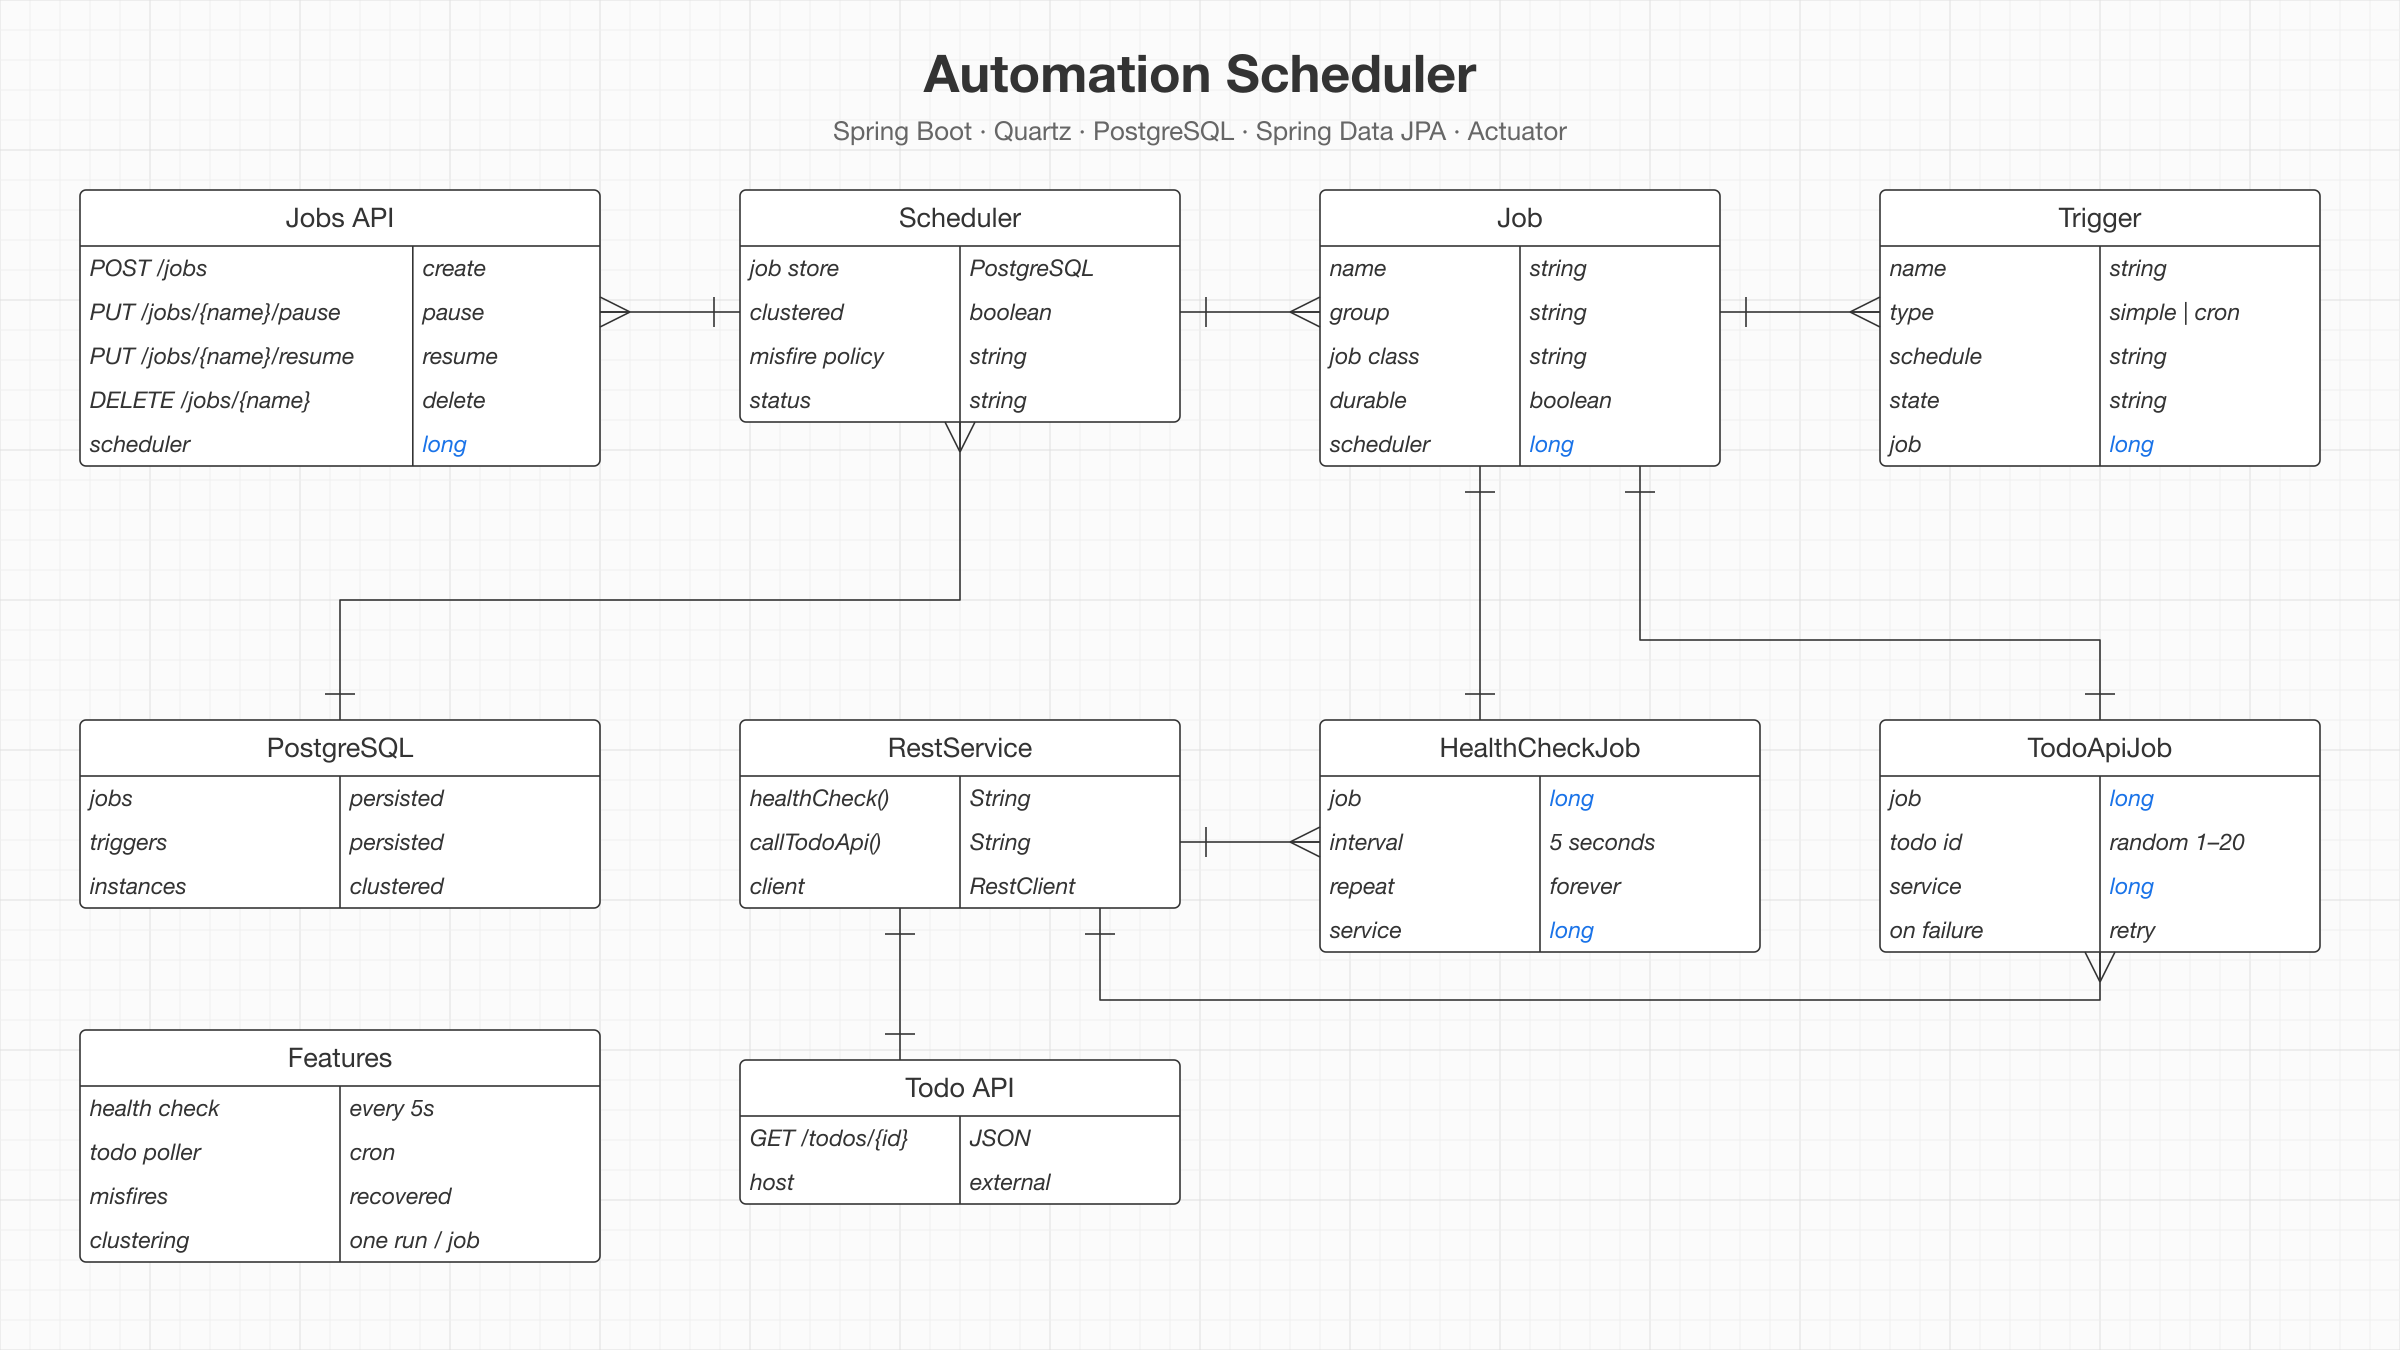 Automation Scheduler
Spring Boot · Quartz · PostgreSQL · Spring Data JPA · Actuator
Jobs API
POST /jobs create
PUT /jobs/{name}/pause pause
PUT /jobs/{name}/resume resume
DELETE /jobs/{name} delete
scheduler long
Scheduler
job store PostgreSQL
clustered boolean
misfire policy string
status string
Job
name string
group string
job class string
durable boolean
scheduler long
Trigger
name string
type simple | cron
schedule string
state string
job long
PostgreSQL
jobs persisted
triggers persisted
instances clustered
RestService
healthCheck() String
callTodoApi() String
client RestClient
HealthCheckJob
job long
interval 5 seconds
repeat forever
service long
TodoApiJob
job long
todo id random 1–20
service long
on failure retry
Features
health check every 5s
todo poller cron
misfires recovered
clustering one run / job
Todo API
GET /todos/{id} JSON
host external